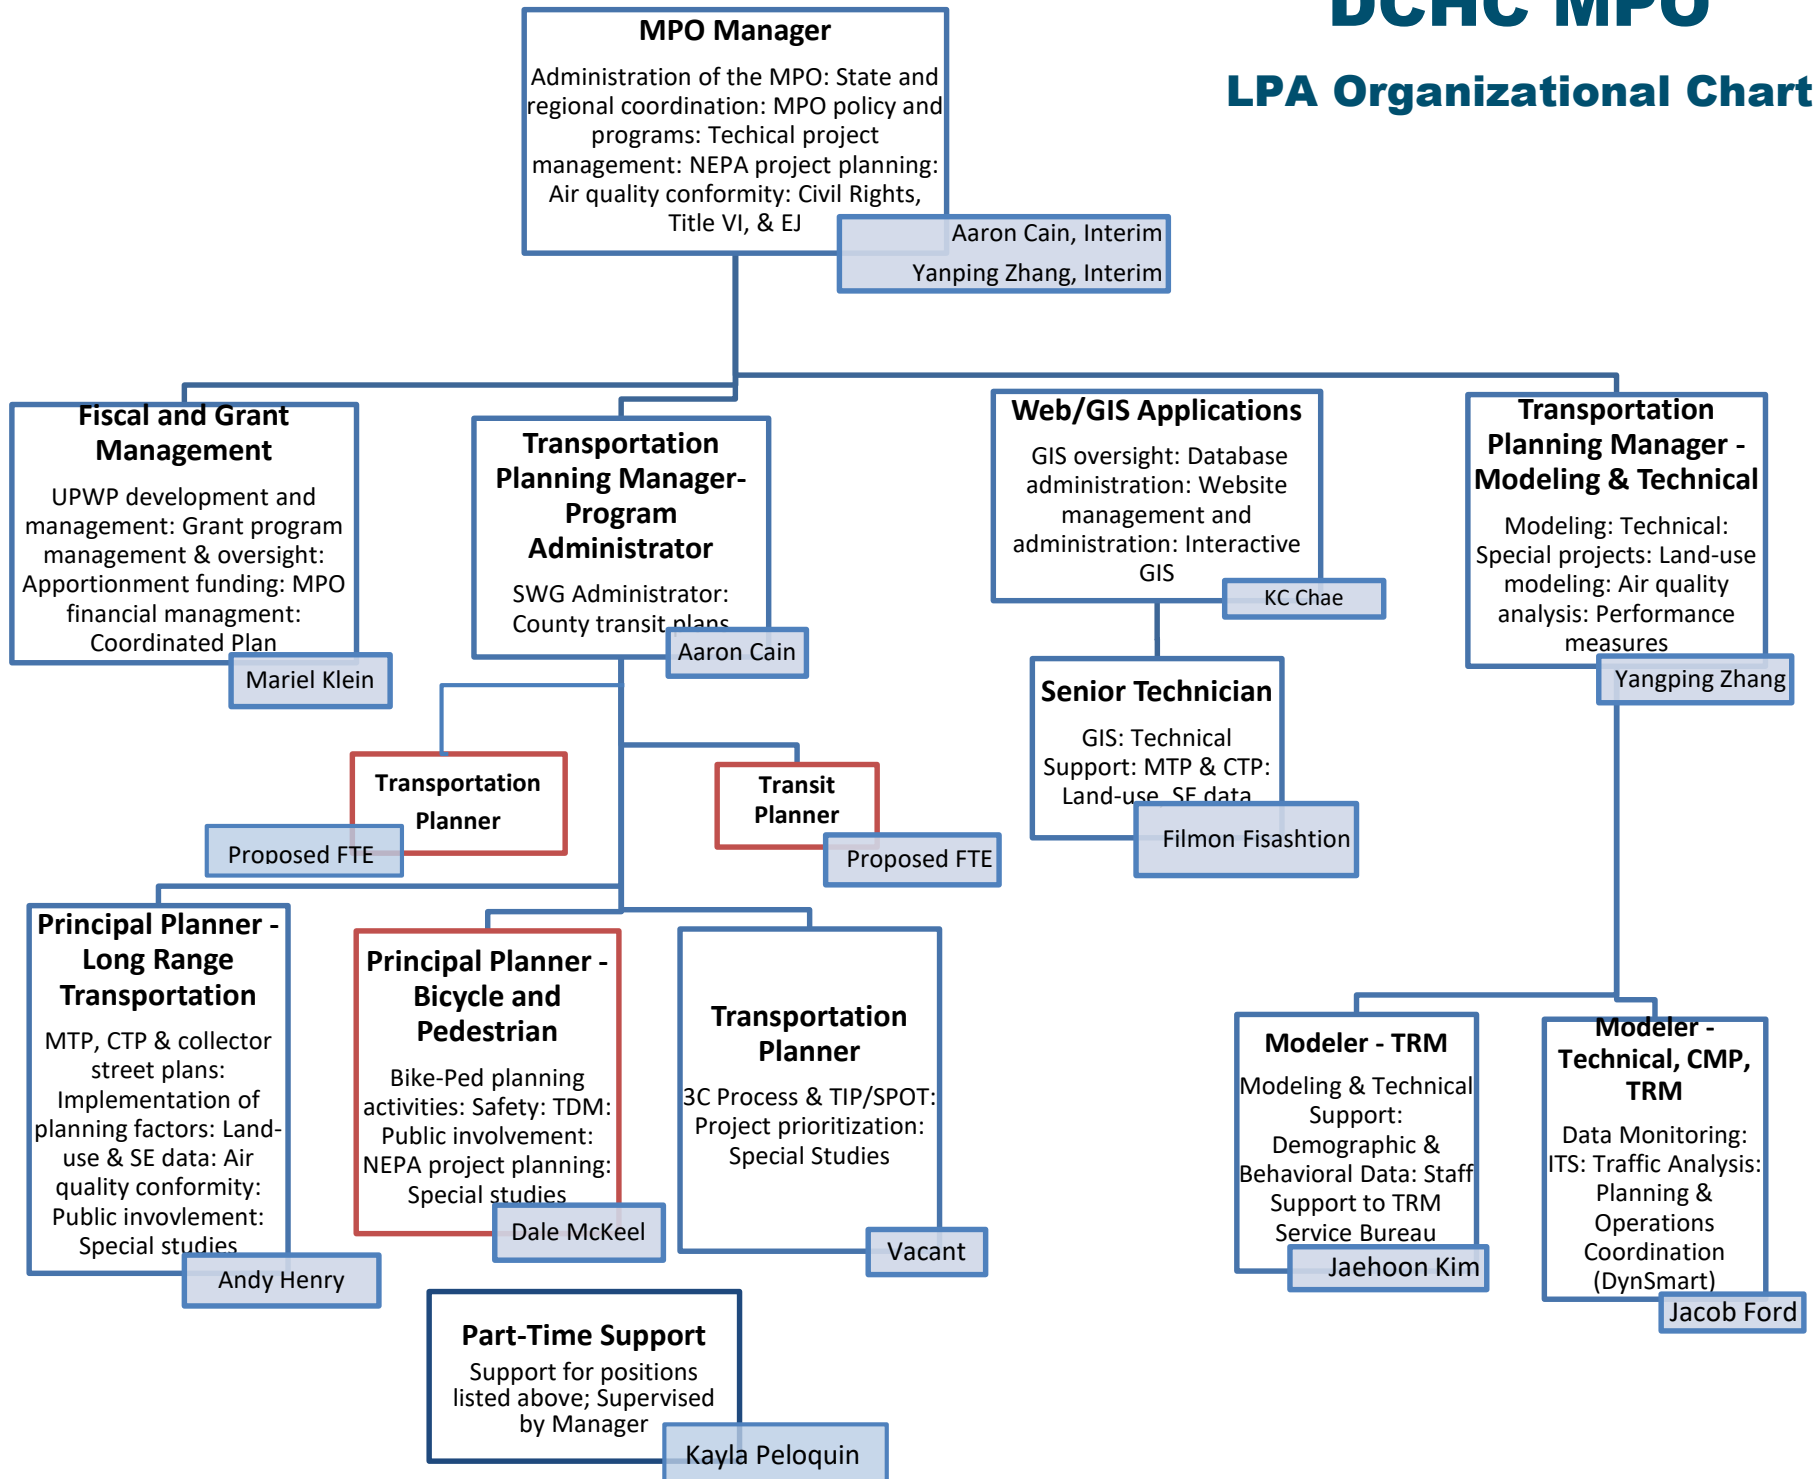 DCHC MPO
LPA Organizational Chart
MPO Manager
Administration of the MPO: State and
regional coordination: MPO policy and
programs: Techical project
management: NEPA project planning:
Air quality conformity: Civil Rights,
Title VI, & EJ
Aaron Cain, Interim
Yanping Zhang, Interim
Fiscal and Grant
Management
UPWP development and
management: Grant program
management & oversight:
Apportionment funding: MPO
financial managment:
Coordinated Plan
Mariel Klein
Transportation
Planning Manager-
Program
Administrator
SWG Administrator:
County transit plans
Aaron Cain
Web/GIS Applications
GIS oversight: Database
administration: Website
management and
administration: Interactive
GIS
KC Chae
Transportation
Planning Manager -
Modeling & Technical
Modeling: Technical:
Special projects: Land-use
modeling: Air quality
analysis: Performance
measures
Yangping Zhang
Senior Technician
GIS: Technical
Support: MTP & CTP:
Land-use, SE data
Filmon Fisashtion
Transportation
Planner
Proposed FTE
Transit
Planner
Proposed FTE
Principal Planner -
Long Range
Transportation
MTP, CTP & collector
street plans:
Implementation of
planning factors: Land-
use & SE data: Air
quality conformity:
Public invovlement:
Special studies
Andy Henry
Principal Planner -
Bicycle and
Pedestrian
Bike-Ped planning
activities: Safety: TDM:
Public involvement:
NEPA project planning:
Special studies
Dale McKeel
Transportation
Planner
3C Process & TIP/SPOT:
Project prioritization:
Special Studies
Vacant
Modeler - TRM
Modeling & Technical
Support:
Demographic &
Behavioral Data: Staff
Support to TRM
Service Bureau
Jaehoon Kim
Modeler -
Technical, CMP,
TRM
Data Monitoring:
ITS: Traffic Analysis:
Planning &
Operations
Coordination
(DynSmart)
Jacob Ford
Part-Time Support
Support for positions
listed above; Supervised
by Manager
Kayla Peloquin